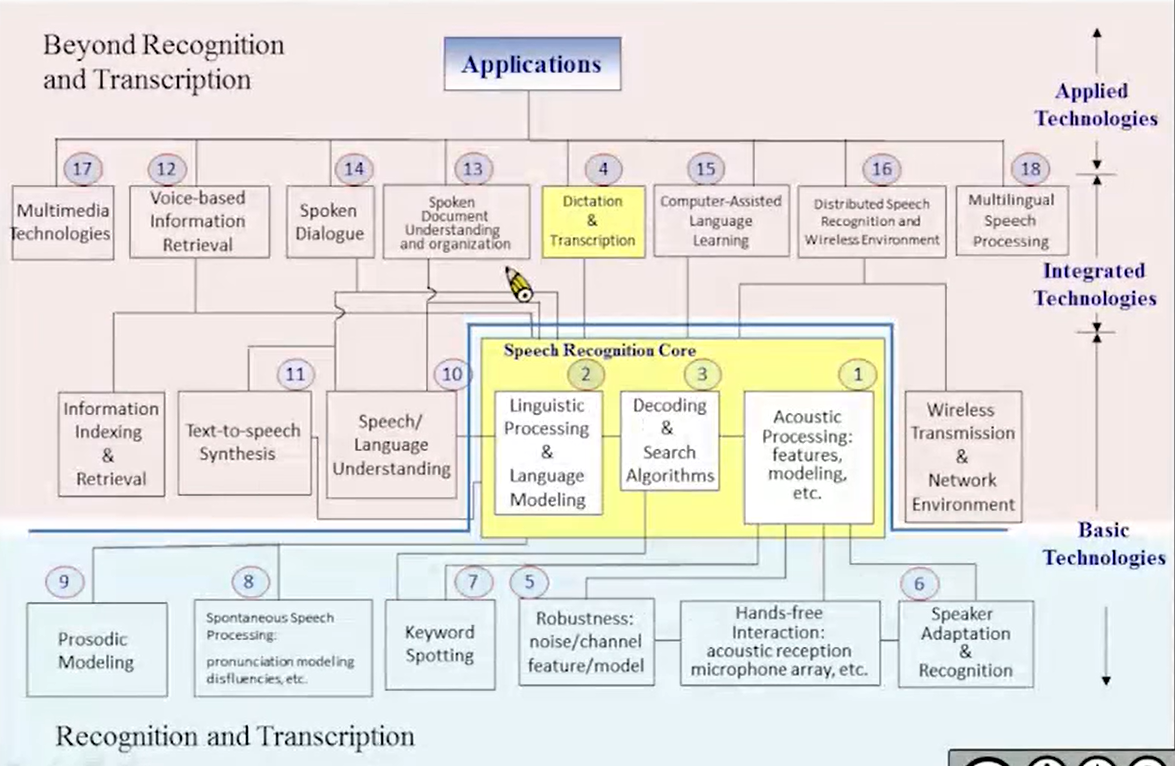 Beyond Recognition
and Transcription
Applications
Applied
Technologies
17
12
14
13
4
15
16
18
Multimedia
Technologies
Voice-based
Information
Retrieval
Spoken
Dialogue
Spoken
Document
Understanding
and organization
Dictation
&
Transcription
Computer-Assisted
Language
Learning
Distributed Speech
Recognition and
Wireless Environment
Multilingual
Speech
Processing
Integrated
Technologies
Speech Recognition Core
11
10
2
3
1
Information
Indexing
&
Retrieval
Text-to-speech
Synthesis
Speech/
Language
Understanding
Linguistic
Processing
&
Language
Modeling
Decoding
&
Search
Algorithms
Acoustic
Processing:
features,
modeling,
etc.
Wireless
Transmission
&
Network
Environment
Basic
Technologies
9
8
7
5
6
Prosodic
Modeling
Spontaneous Speech
Processing:
pronunciation modeling
disfluencies, etc.
Keyword
Spotting
Robustness:
noise/channel
feature/model
Hands-free
Interaction:
acoustic reception
microphone array, etc.
Speaker
Adaptation
&
Recognition
Recognition and Transcription